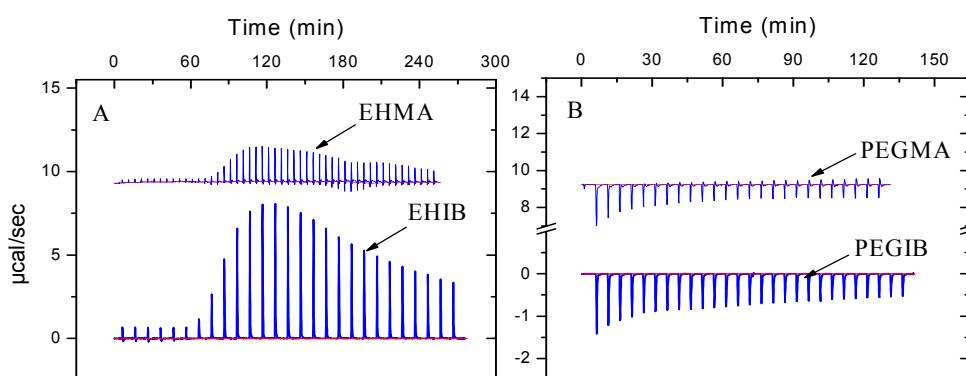 Time (min)
0 60 120 180 240 300
15
10
5
0
µcal/sec
A
EHMA
EHIB
Time (min)
0 30 60 90 120 150
14
12
10
8
0
-1
-2
B
PEGMA
PEGIB